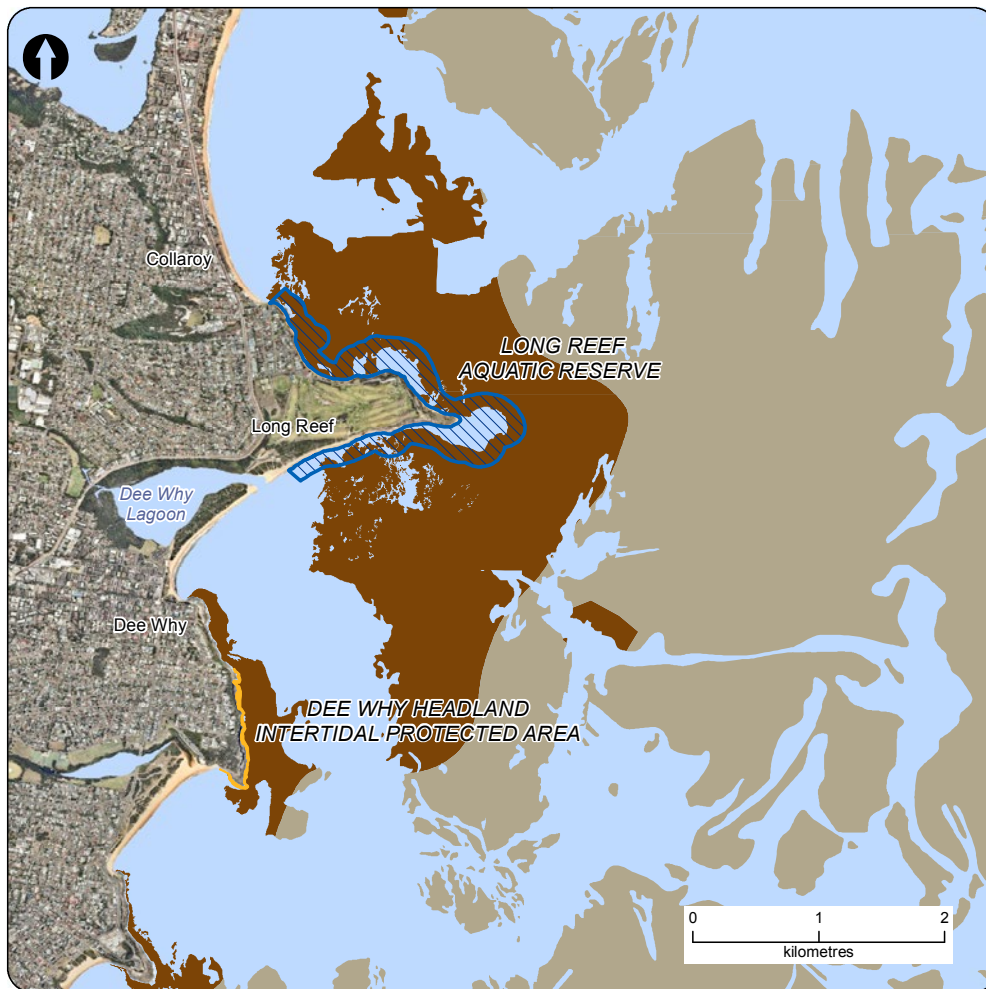 Collaroy
LONG REEF
AQUATIC RESERVE
Long Reef
Dee Why
Lagoon
Dee Why
DEE WHY HEADLAND
INTERTIDAL PROTECTED AREA
0 1 2
kilometres